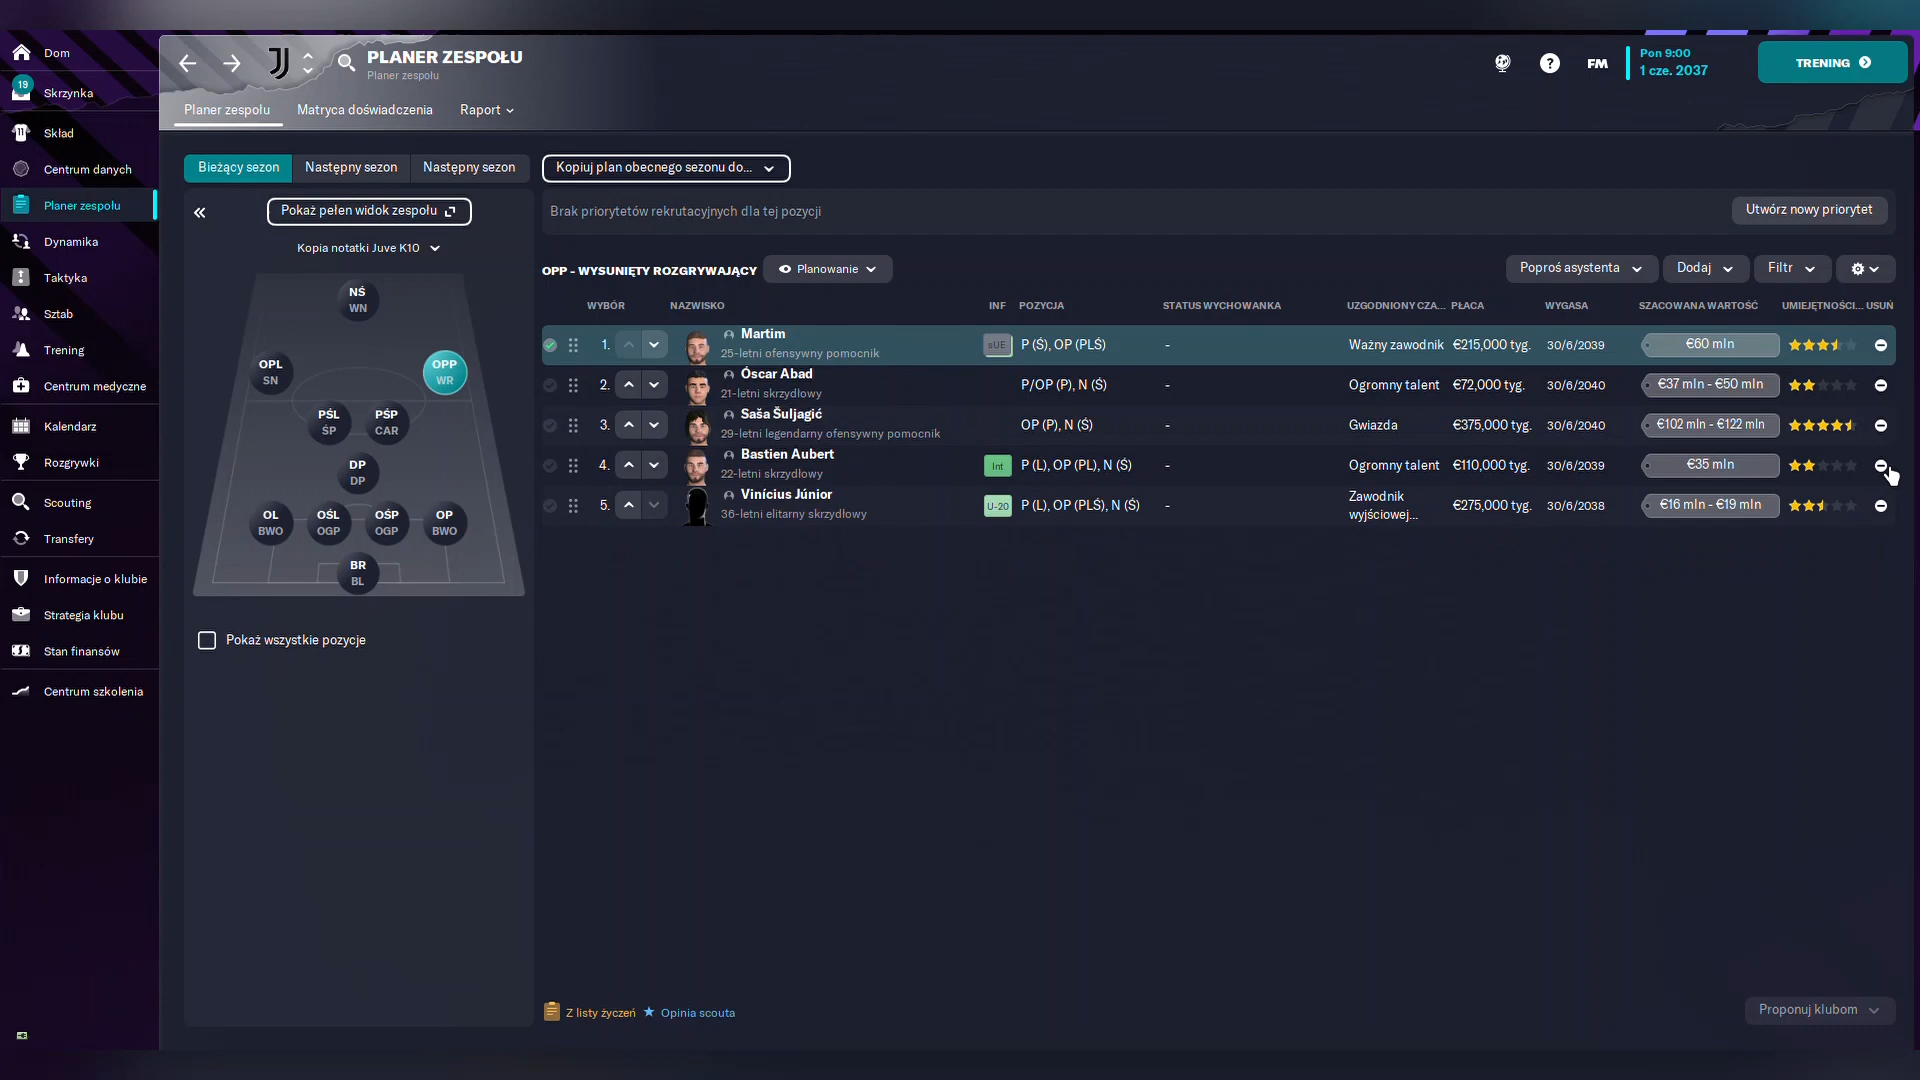 Dom
19
Skrzynka
Skład
Centrum danych
Planer zespołu
Dynamika
Taktyka
Sztab
Trening
Centrum medyczne
Kalendarz
Rozgrywki
Scouting
Transfery
Informacje o klubie
Strategia klubu
Stan finansów
Centrum szkolenia
PLANER ZESPOŁU
Planer zespołu
FM
Pon 9:00
1 cze. 2037
TRENING
Planer zespołu Matryca doświadczenia Raport
Bieżący sezon Następny sezon Następny sezon
Kopiuj plan obecnego sezonu do...
Pokaż pełen widok zespołu
Kopia notatki Juve K10
NŚ
WN
OPL
SN
OPP
WR
PŚL
ŚP
PŚP
CAR
DP
DP
OL
BWO
OŚL
OGP
OŚP
OGP
OP
BWO
BR
BL
Pokaż wszystkie pozycje
Brak priorytetów rekrutacyjnych dla tej pozycji
Utwórz nowy priorytet
OPP - WYSUNIĘTY ROZGRYWAJĄCY Planowanie
Poproś asystenta Dodaj Filtr
WYBÓR NAZWISKO INF POZYCJA STATUS WYCHOWANKA UZGODNIONY CZA... PŁACA WYGASA SZACOWANA WARTOŚĆ UMIEJĘTNOŚCI... USUŃ
1. Martim sUE P (Ś), OP (PLŚ) - Ważny zawodnik €215,000 tyg. 30/6/2039 €60 mln
25-letni ofensywny pomocnik
2. Óscar Abad P/OP (P), N (Ś) - Ogromny talent €72,000 tyg. 30/6/2040 €37 mln - €50 mln
21-letni skrzydłowy
3. Saša Šuljagić OP (P), N (Ś) - Gwiazda €375,000 tyg. 30/6/2040 €102 mln - €122 mln
29-letni legendarny ofensywny pomocnik
4. Bastien Aubert Int P (L), OP (PL), N (Ś) - Ogromny talent €110,000 tyg. 30/6/2039 €35 mln
22-letni skrzydłowy
5. Vinícius Júnior U-20 P (L), OP (PLŚ), N (Ś) - Zawodnik wyjściowej... €275,000 tyg. 30/6/2038 €16 mln - €19 mln
36-letni elitarny skrzydłowy
Z listy życzeń Opinia scouta
Proponuj klubom